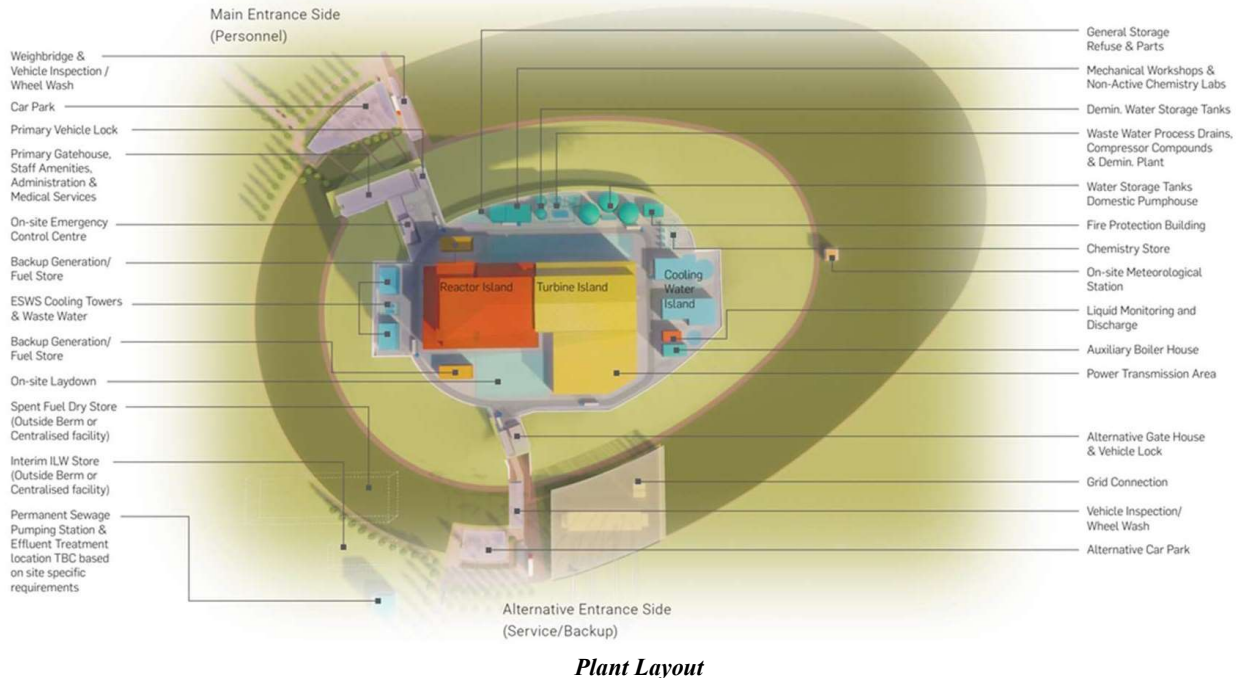 Main Entrance Side
(Personnel)
Weighbridge &
Vehicle Inspection /
Wheel Wash
Car Park
Primary Vehicle Lock
Primary Gatehouse,
Staff Amenities,
Administration &
Medical Services
On-site Emergency
Control Centre
Backup Generation/
Fuel Store
ESWS Cooling Towers
& Waste Water
Backup Generation/
Fuel Store
On-site Laydown
Spent Fuel Dry Store
(Outside Berm or
Centralised facility)
Interim ILW Store
(Outside Berm or
Centralised facility)
Permanent Sewage
Pumping Station &
Effluent Treatment
location TBC based
on site specific
requirements
Reactor Island
Turbine Island
Cooling
Water
Island
General Storage
Refuse & Parts
Mechanical Workshops &
Non-Active Chemistry Labs
Demin. Water Storage Tanks
Waste Water Process Drains,
Compressor Compounds
& Demin. Plant
Water Storage Tanks
Domestic Pumphouse
Fire Protection Building
Chemistry Store
On-site Meteorological
Station
Liquid Monitoring and
Discharge
Auxiliary Boiler House
Power Transmission Area
Alternative Gate House
& Vehicle Lock
Grid Connection
Vehicle Inspection/
Wheel Wash
Alternative Car Park
Alternative Entrance Side
(Service/Backup)
Plant Layout